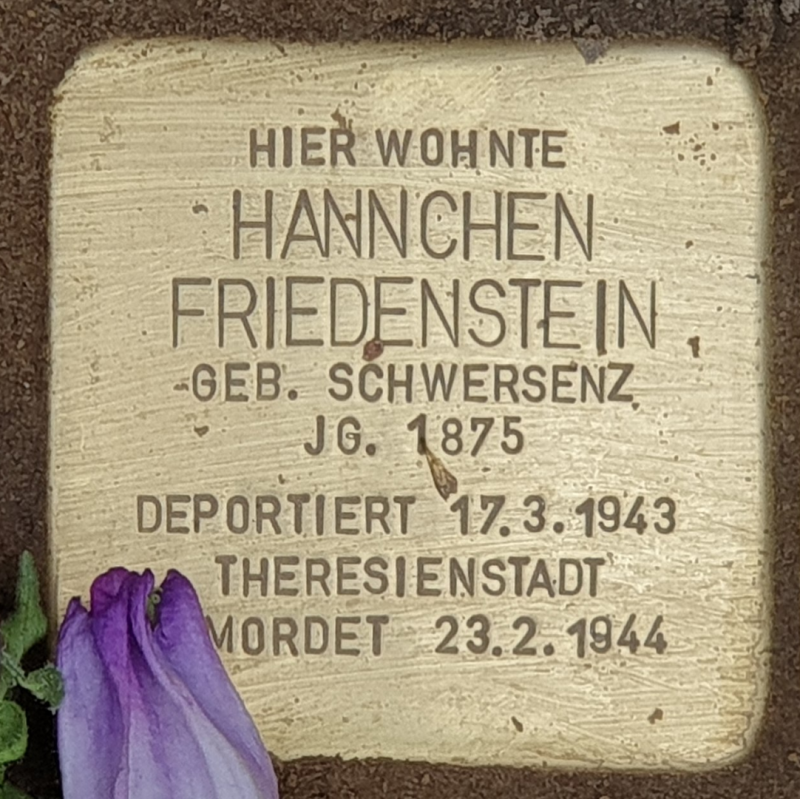 HIER WOHNTE
HANNCHEN
FRIEDENSTEIN
GEB. SCHWERSENZ
JG. 1875
DEPORTIERT 17.3.1943
THERESIENSTADT
MORDET 23.2.1944